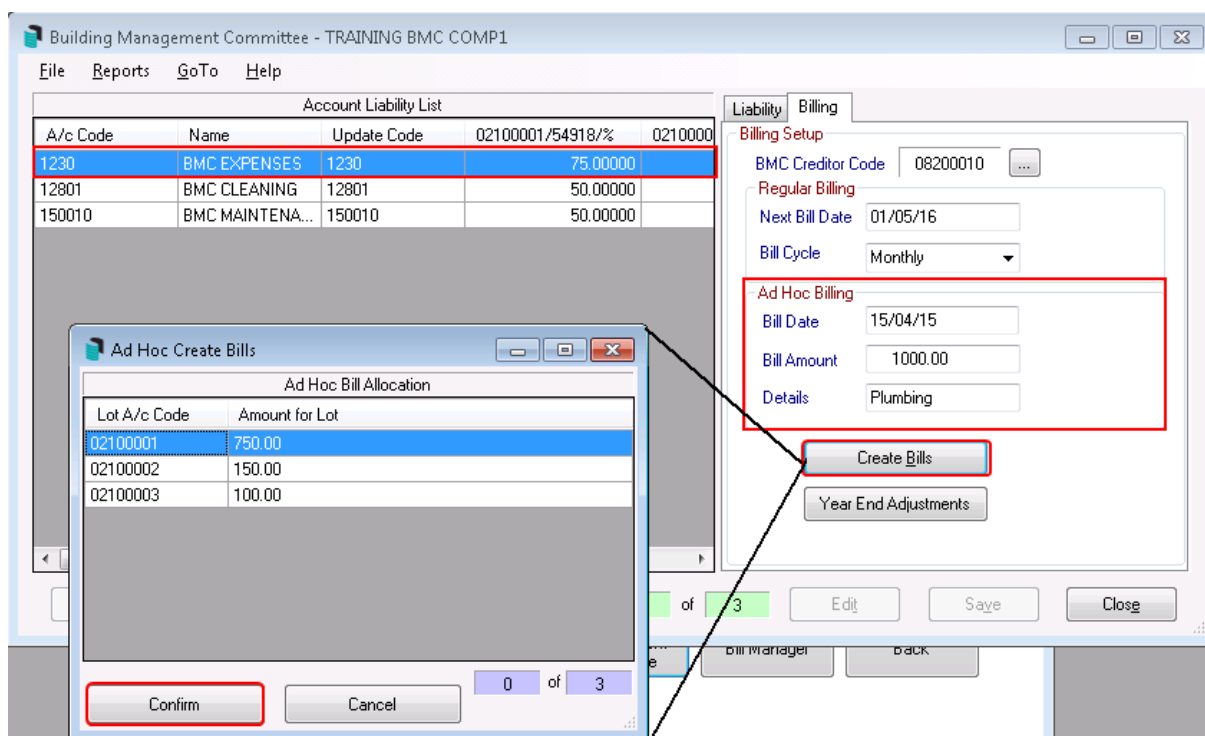 Building Management Committee - TRAINING BMC COMP1
File Reports GoTo Help
Account Liability List
A/c Code Name Update Code 02100001/54918/% 0210000
1230 BMC EXPENSES 1230 75.00000
12801 BMC CLEANING 12801 50.00000
150010 BMC MAINTENA... 150010 50.00000
Liability Billing
Billing Setup
BMC Creditor Code 08200010 ...
Regular Billing
Next Bill Date 01/05/16
Bill Cycle Monthly
Ad Hoc Billing
Bill Date 15/04/15
Bill Amount 1000.00
Details Plumbing
Create Bills
Year End Adjustments
of 3 Edit Save Close
Bill Manager Back
Ad Hoc Create Bills
Ad Hoc Bill Allocation
Lot A/c Code Amount for Lot
02100001 750.00
02100002 150.00
02100003 100.00
Confirm Cancel 0 of 3